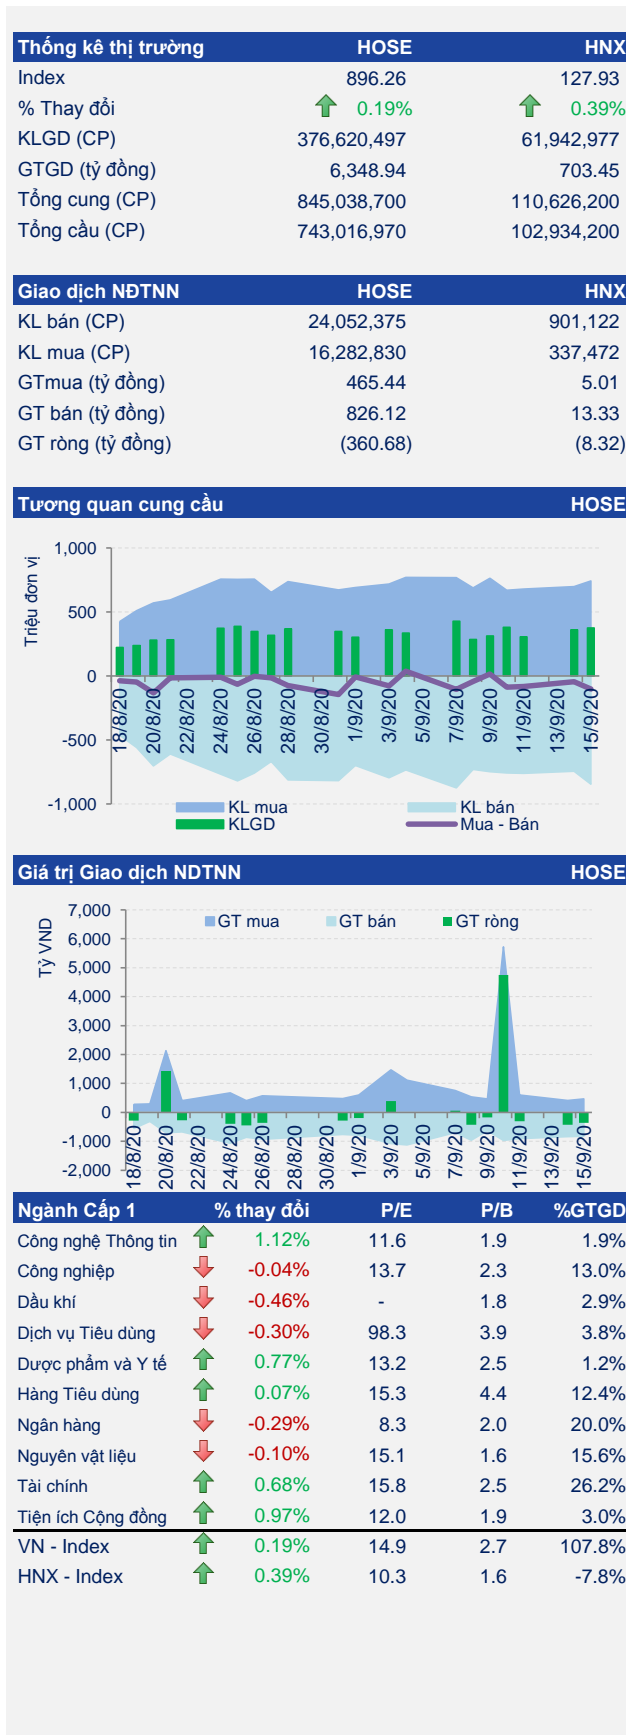 Thống kê thị trường HOSE HNX
Index 896.26 127.93
% Thay đổi 0.19% 0.39%
KLGD (CP) 376,620,497 61,942,977
GTGD (tỷ đồng) 6,348.94 703.45
Tổng cung (CP) 845,038,700 110,626,200
Tổng cầu (CP) 743,016,970 102,934,200
Giao dịch NĐTNN HOSE HNX
KL bán (CP) 24,052,375 901,122
KL mua (CP) 16,282,830 337,472
GTmua (tỷ đồng) 465.44 5.01
GT bán (tỷ đồng) 826.12 13.33
GT ròng (tỷ đồng) (360.68) (8.32)
Tương quan cung cầu HOSE
Triệu đơn vị
1,000
500
0
-500
-1,000
18/8/20 20/8/20 22/8/20 24/8/20 26/8/20 28/8/20 30/8/20 1/9/20 3/9/20 5/9/20 7/9/20 9/9/20 11/9/20 13/9/20 15/9/20
KL mua KL bán
KLGD Mua - Bán
Giá trị Giao dịch NDTNN HOSE
Tỷ VND
7,000
6,000
5,000
4,000
3,000
2,000
1,000
0
-1,000
-2,000
GT mua GT bán GT ròng
18/8/20 20/8/20 22/8/20 24/8/20 26/8/20 28/8/20 30/8/20 1/9/20 3/9/20 5/9/20 7/9/20 9/9/20 11/9/20 13/9/20 15/9/20
Ngành Cấp 1 % thay đổi P/E P/B %GTGD
Công nghệ Thông tin 1.12% 11.6 1.9 1.9%
Công nghiệp -0.04% 13.7 2.3 13.0%
Dầu khí -0.46% - 1.8 2.9%
Dịch vụ Tiêu dùng -0.30% 98.3 3.9 3.8%
Dược phẩm và Y tế 0.77% 13.2 2.5 1.2%
Hàng Tiêu dùng 0.07% 15.3 4.4 12.4%
Ngân hàng -0.29% 8.3 2.0 20.0%
Nguyên vật liệu -0.10% 15.1 1.6 15.6%
Tài chính 0.68% 15.8 2.5 26.2%
Tiện ích Cộng đồng 0.97% 12.0 1.9 3.0%
VN - Index 0.19% 14.9 2.7 107.8%
HNX - Index 0.39% 10.3 1.6 -7.8%